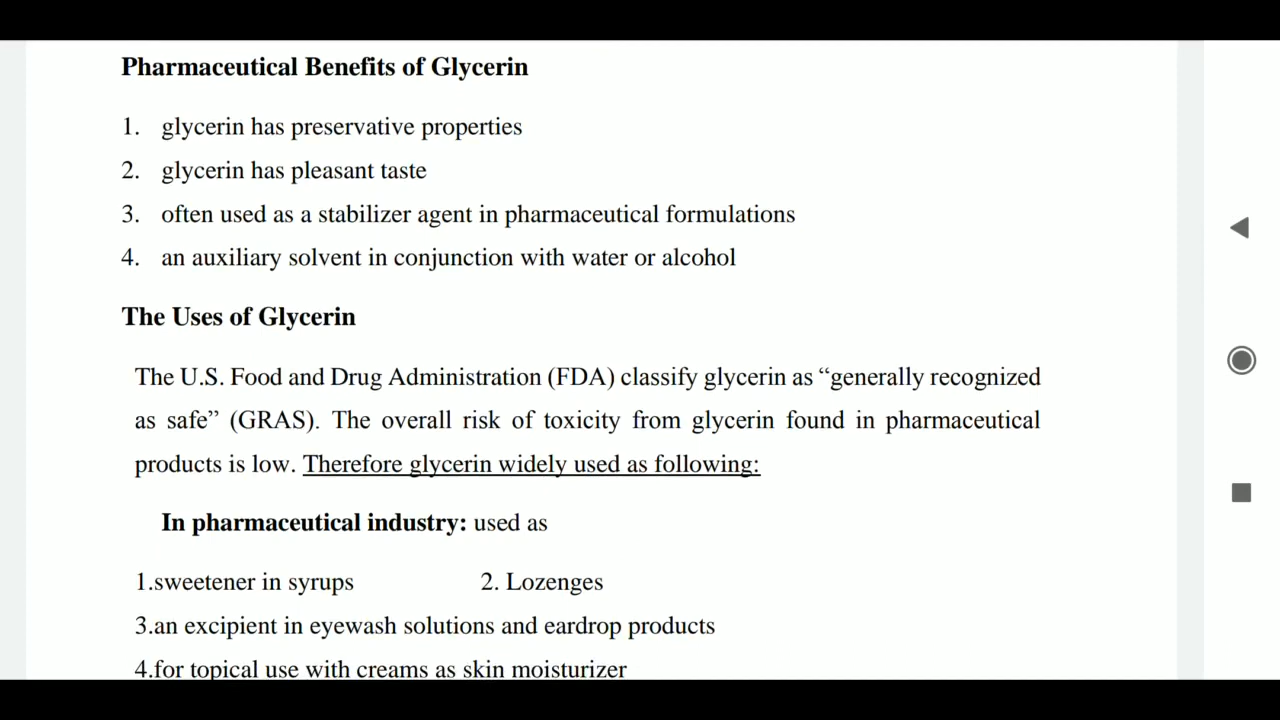 Pharmaceutical Benefits of Glycerin
1. glycerin has preservative properties
2. glycerin has pleasant taste
3. often used as a stabilizer agent in pharmaceutical formulations
4. an auxiliary solvent in conjunction with water or alcohol
The Uses of Glycerin
The U.S. Food and Drug Administration (FDA) classify glycerin as “generally recognized
as safe” (GRAS). The overall risk of toxicity from glycerin found in pharmaceutical
products is low. Therefore glycerin widely used as following:
In pharmaceutical industry: used as
1.sweetener in syrups 2. Lozenges
3.an excipient in eyewash solutions and eardrop products
4.for topical use with creams as skin moisturizer